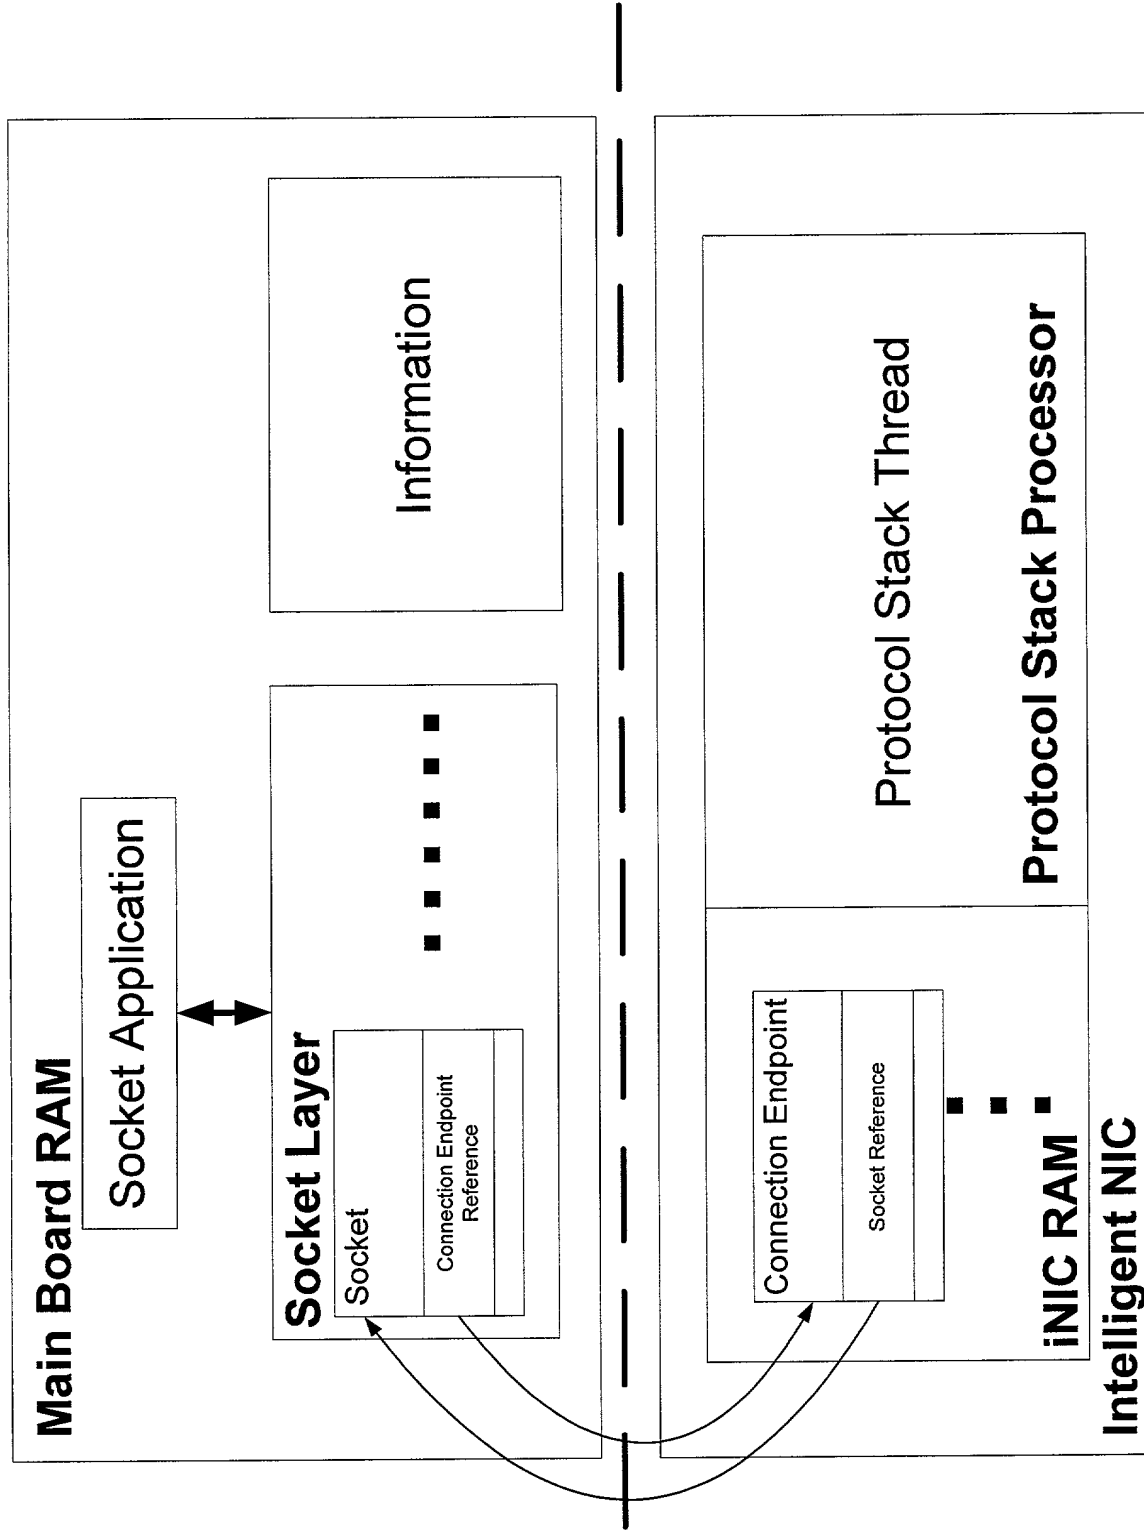 Main Board RAM
Socket Application
Socket Layer
Socket
Connection Endpoint
Reference
Information
Connection Endpoint
Socket Reference
iNIC RAM
Protocol Stack Thread
Protocol Stack Processor
Intelligent NIC